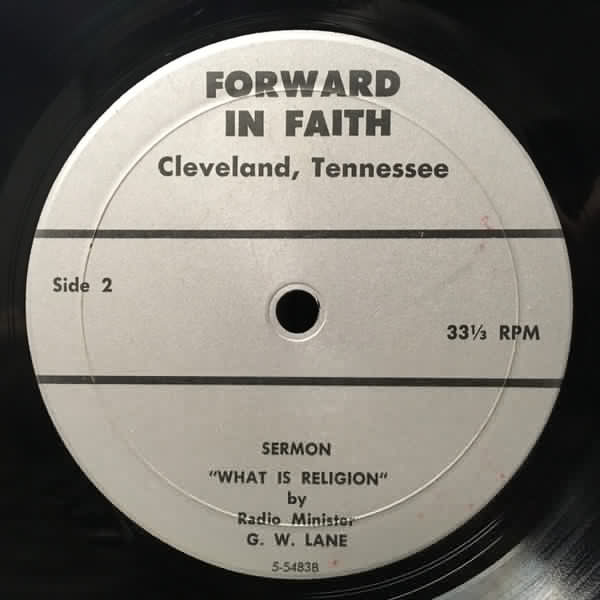 FORWARD
IN FAITH
Cleveland, Tennessee
Side 2
33⅓ RPM
SERMON
"WHAT IS RELIGION"
by
Radio Minister
G. W. LANE
5-5483B